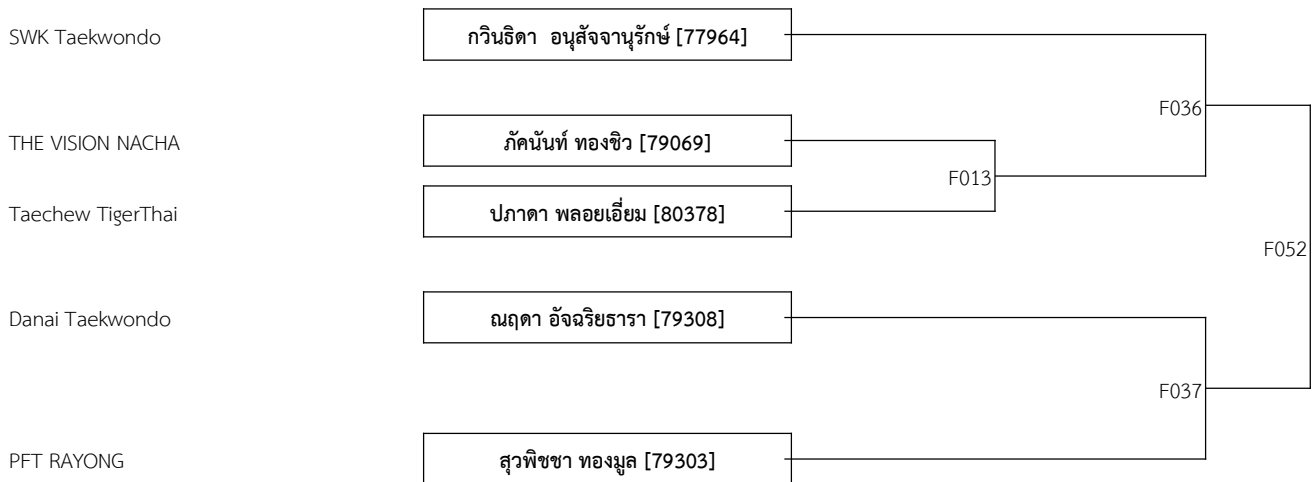 SWK Taekwondo
กวินธิดา  อนุสัจจานุรักษ์ [77964]
F036
THE VISION NACHA
ภัคนันท์ ทองชิว [79069]
F013
Taechew TigerThai
ปภาดา พลอยเอี่ยม [80378]
F052
Danai Taekwondo
ณฤดา อัจฉริยธารา [79308]
F037
PFT RAYONG
สุวพิชชา ทองมูล [79303]